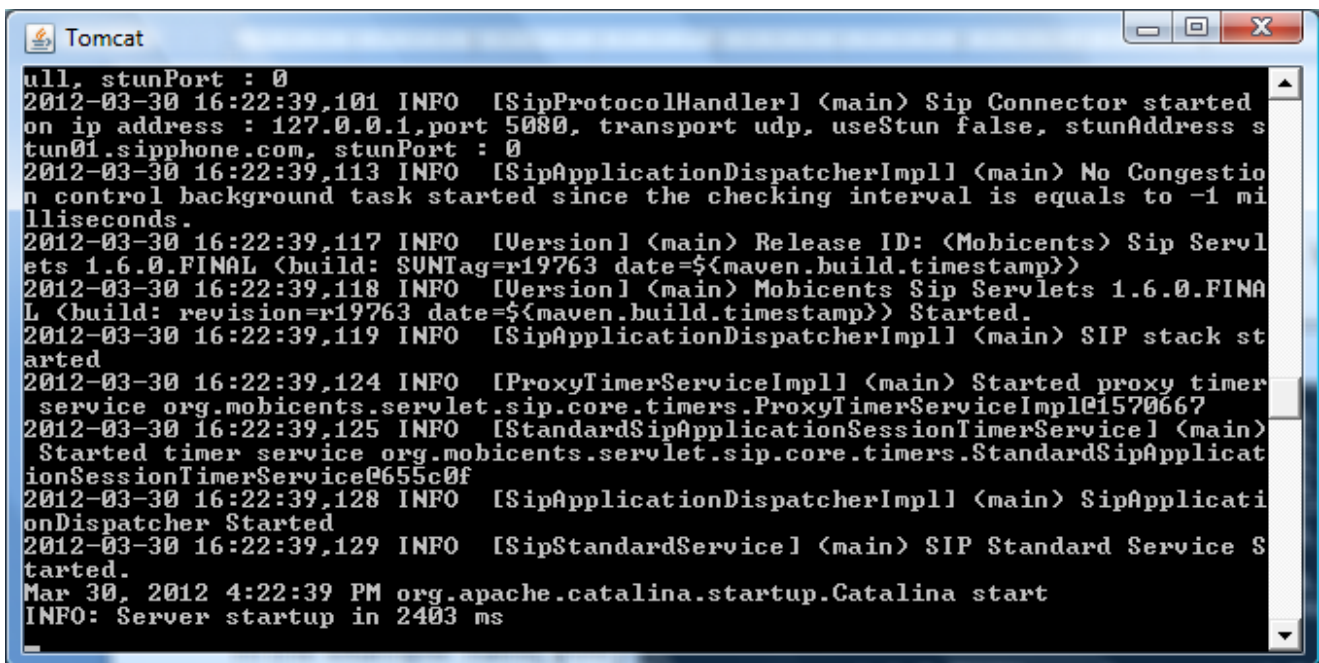 Tomcat
ull, stunPort : 0
2012-03-30 16:22:39,101 INFO  [SipProtocolHandler] (main) Sip Connector started
on ip address : 127.0.0.1,port 5080, transport udp, useStun false, stunAddress s
tun01.sipphone.com, stunPort : 0
2012-03-30 16:22:39,113 INFO  [SipApplicationDispatcherImpl] (main) No Congestio
n control background task started since the checking interval is equals to -1 mi
lliseconds.
2012-03-30 16:22:39,117 INFO  [Version] (main) Release ID: (Mobicents) Sip Servl
ets 1.6.0.FINAL (build: SVNTag=r19763 date=${maven.build.timestamp})
2012-03-30 16:22:39,118 INFO  [Version] (main) Mobicents Sip Servlets 1.6.0.FINA
L (build: revision=r19763 date=${maven.build.timestamp}) Started.
2012-03-30 16:22:39,119 INFO  [SipApplicationDispatcherImpl] (main) SIP stack st
arted
2012-03-30 16:22:39,124 INFO  [ProxyTimerServiceImpl] (main) Started proxy timer
 service org.mobicents.servlet.sip.core.timers.ProxyTimerServiceImpl@1570667
2012-03-30 16:22:39,125 INFO  [StandardSipApplicationSessionTimerService] (main)
 Started timer service org.mobicents.servlet.sip.core.timers.StandardSipApplicat
ionSessionTimerService@655c0f
2012-03-30 16:22:39,128 INFO  [SipApplicationDispatcherImpl] (main) SipApplicati
onDispatcher Started
2012-03-30 16:22:39,129 INFO  [SipStandardService] (main) SIP Standard Service S
tarted.
Mar 30, 2012 4:22:39 PM org.apache.catalina.startup.Catalina start
INFO: Server startup in 2403 ms